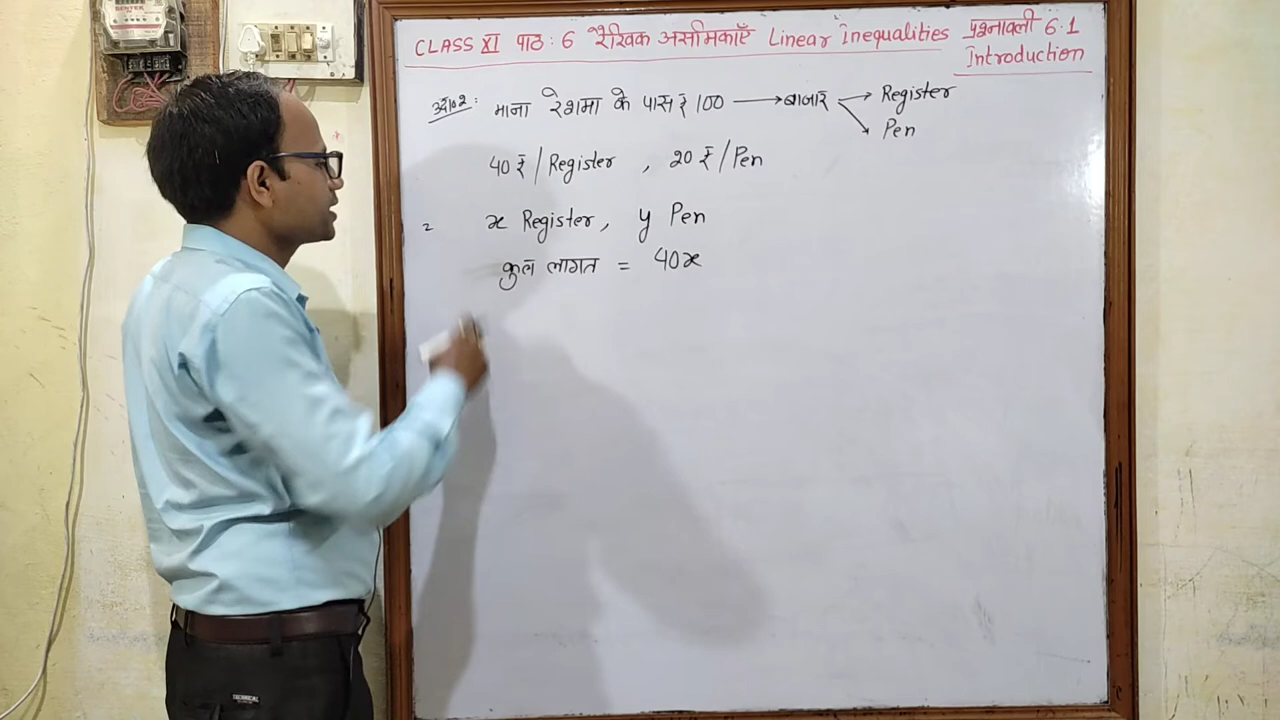 CLASS XI पाठ: 6 रैखिक असमिकाएँ Linear Inequalities प्रश्नावली 6.1
Introduction
उदा०2: माना रेशमा के पास ₹ 100 → बाजार → Register
Pen
40 ₹/Register , 20 ₹/Pen
x Register, y Pen
कुल लागत = 40x